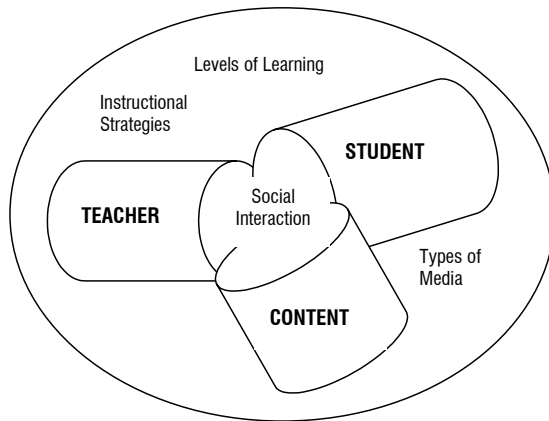 Levels of Learning
Instructional
Strategies
STUDENT
TEACHER
Social
Interaction
Types of
Media
CONTENT